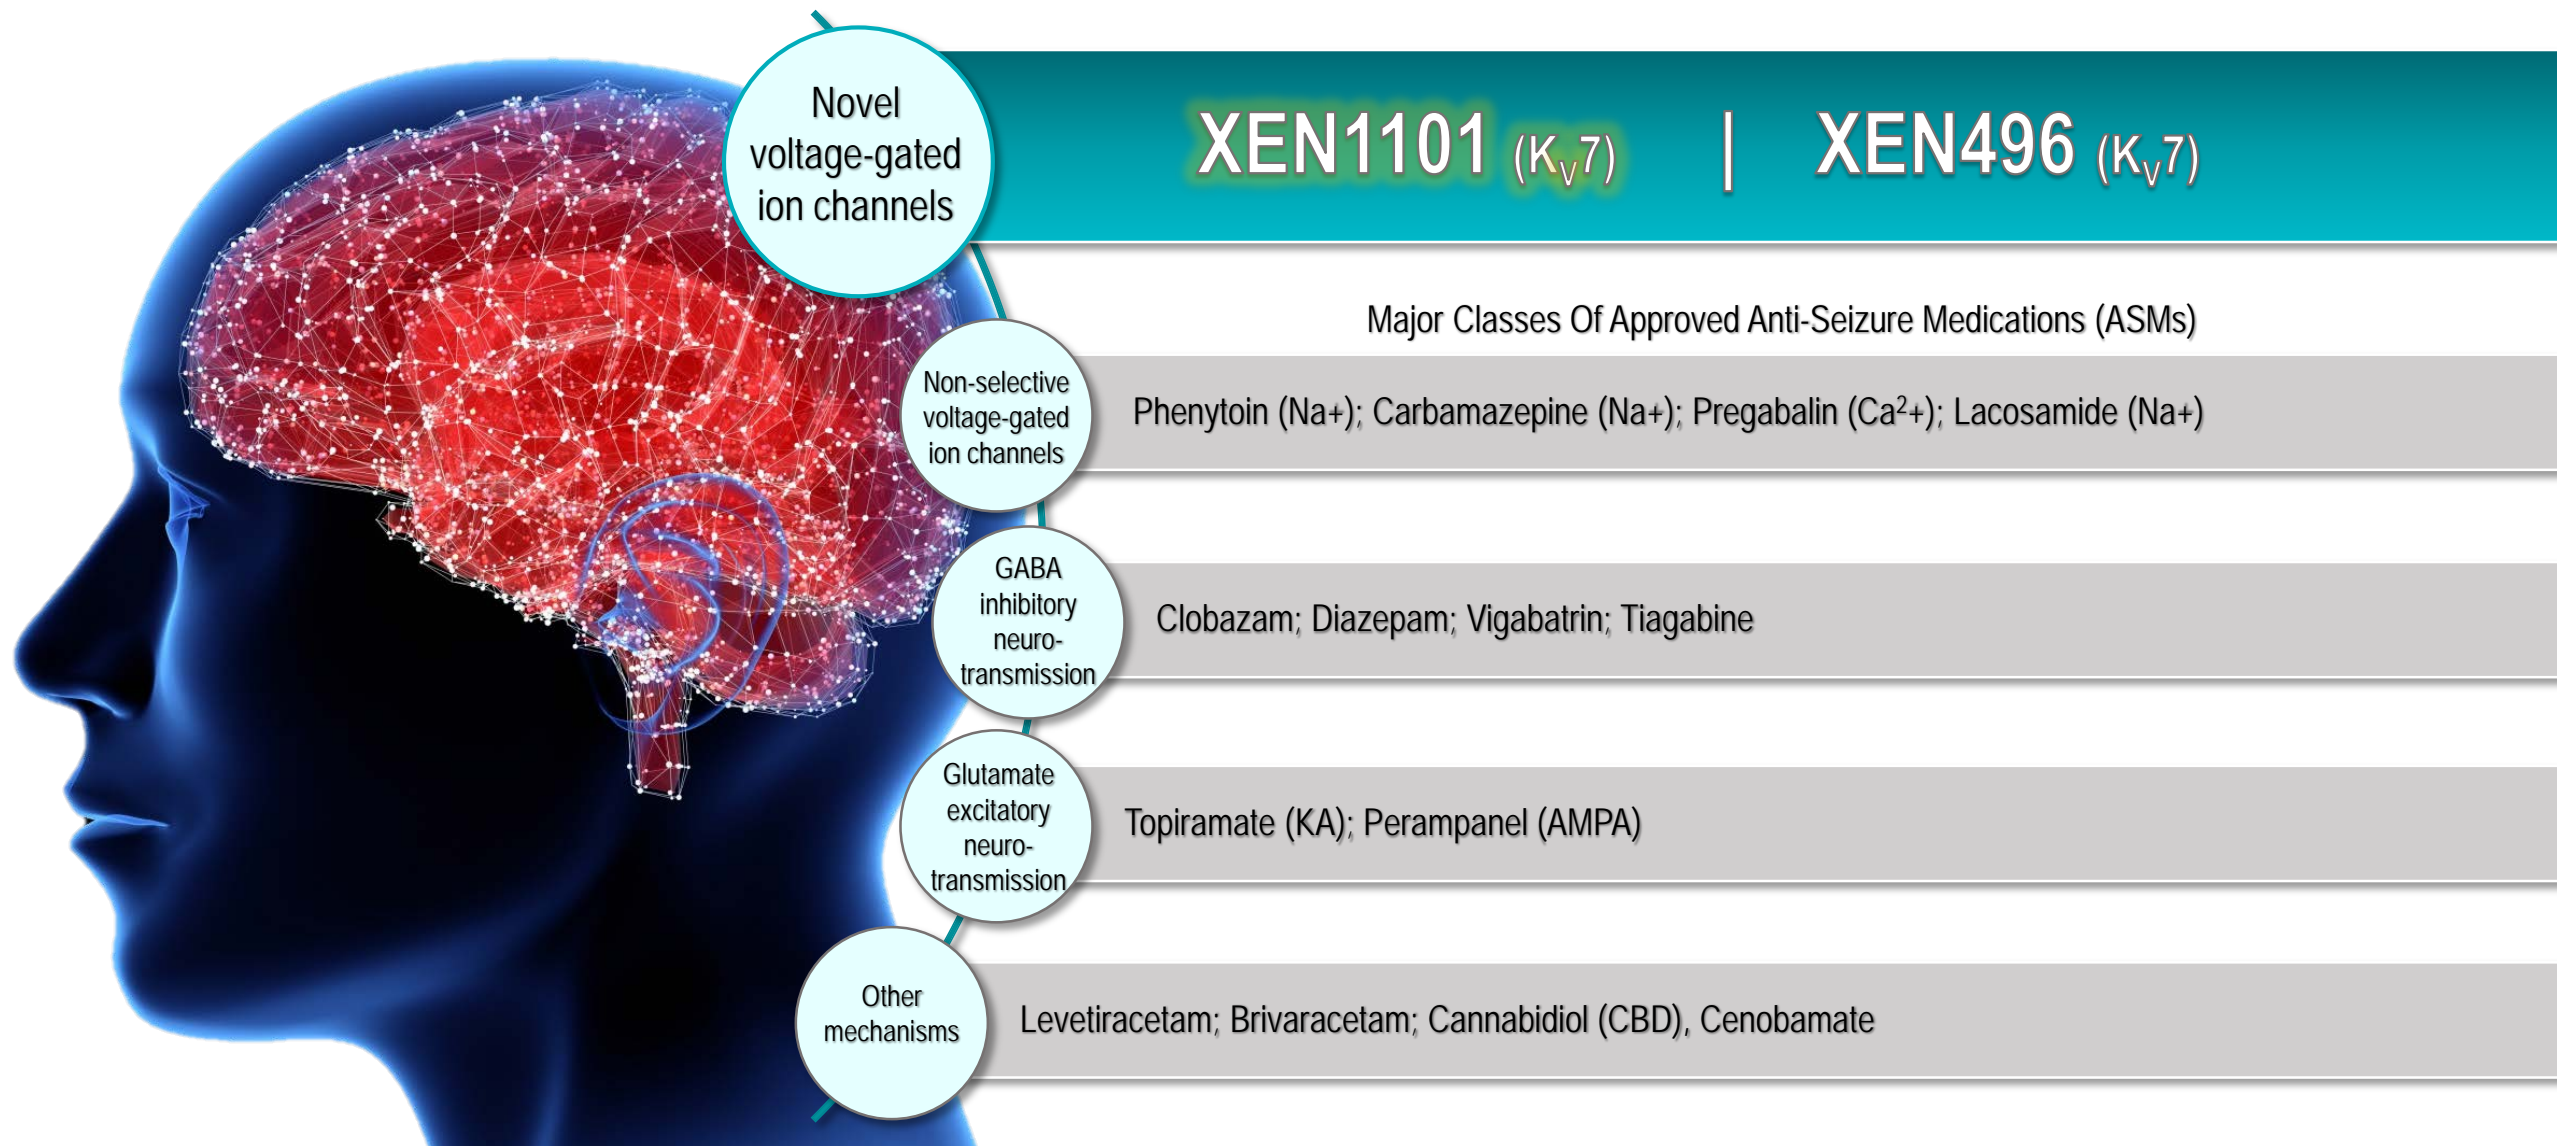 Novel
voltage-gated
ion channels
XEN1101 (Kv7) | XEN496 (Kv7)
Major Classes Of Approved Anti-Seizure Medications (ASMs)
Non-selective
voltage-gated
ion channels
Phenytoin (Na+); Carbamazepine (Na+); Pregabalin (Ca²+); Lacosamide (Na+)
GABA
inhibitory
neuro-
transmission
Clobazam; Diazepam; Vigabatrin; Tiagabine
Glutamate
excitatory
neuro-
transmission
Topiramate (KA); Perampanel (AMPA)
Other
mechanisms
Levetiracetam; Brivaracetam; Cannabidiol (CBD), Cenobamate